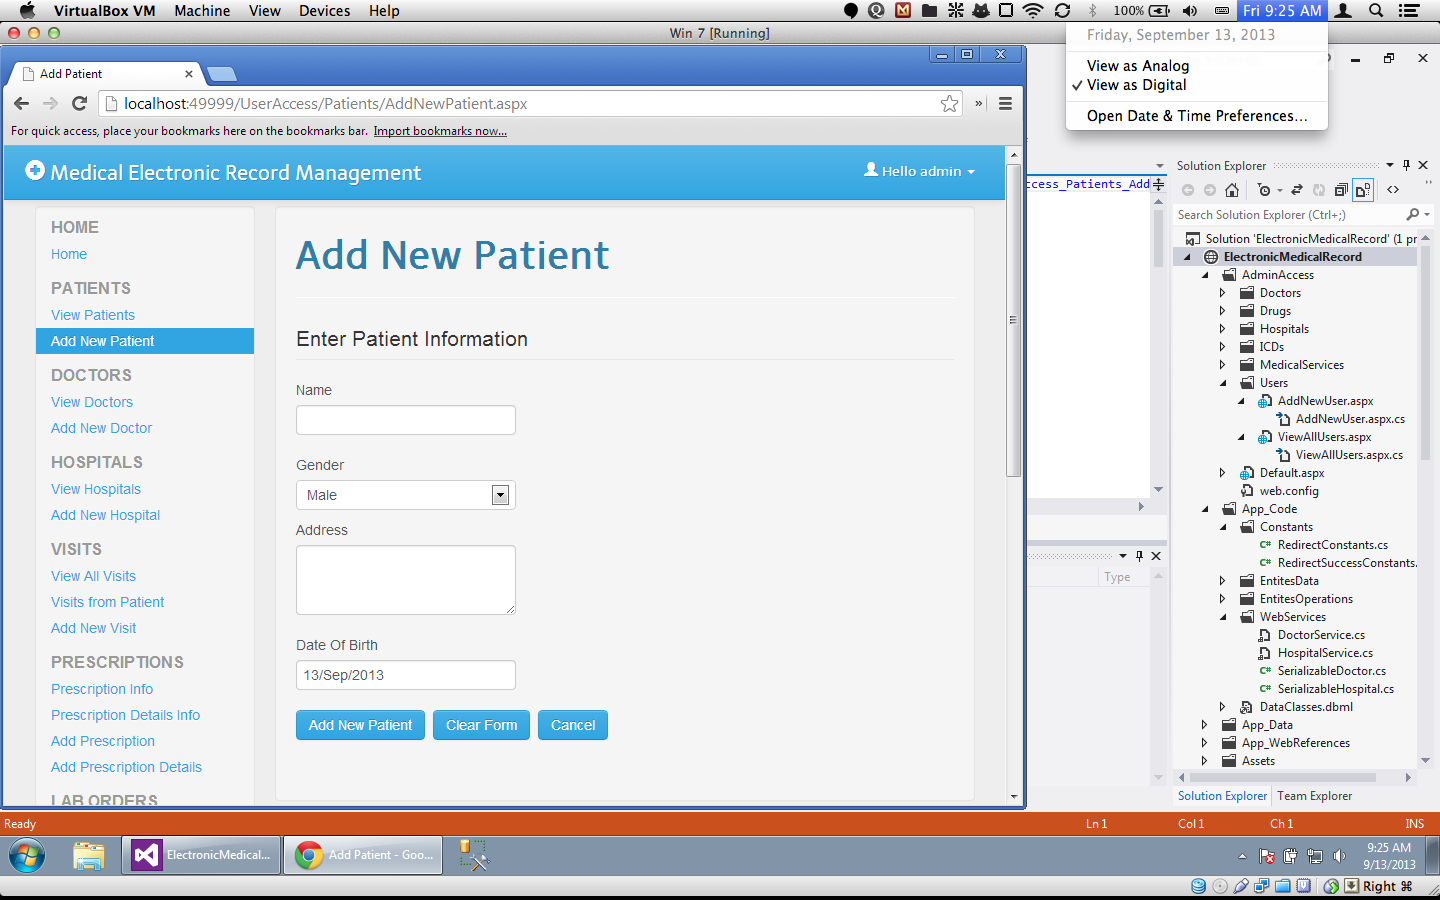 VirtualBox VM Machine View Devices Help
100% Fri 9:25 AM
Win 7 [Running]
Friday, September 13, 2013
View as Analog
✓ View as Digital
Open Date & Time Preferences...
Add Patient
localhost:49999/UserAccess/Patients/AddNewPatient.aspx
For quick access, place your bookmarks here on the bookmarks bar. Import bookmarks now...
Medical Electronic Record Management
Hello admin
HOME
Home
PATIENTS
View Patients
Add New Patient
DOCTORS
View Doctors
Add New Doctor
HOSPITALS
View Hospitals
Add New Hospital
VISITS
View All Visits
Visits from Patient
Add New Visit
PRESCRIPTIONS
Prescription Info
Prescription Details Info
Add Prescription
Add Prescription Details
LAB ORDERS
Add New Patient
Enter Patient Information
Name
Gender
Male
Address
Date Of Birth
13/Sep/2013
Add New Patient Clear Form Cancel
ccess_Patients_Add
Type
Solution Explorer
Search Solution Explorer (Ctrl+;)
Solution 'ElectronicMedicalRecord' (1 pr
ElectronicMedicalRecord
AdminAccess
Doctors
Drugs
Hospitals
ICDs
MedicalServices
Users
AddNewUser.aspx
AddNewUser.aspx.cs
ViewAllUsers.aspx
ViewAllUsers.aspx.cs
Default.aspx
web.config
App_Code
Constants
C# RedirectConstants.cs
C# RedirectSuccessConstants.
EntitesData
EntitesOperations
WebServices
DoctorService.cs
HospitalService.cs
C# SerializableDoctor.cs
C# SerializableHospital.cs
DataClasses.dbml
App_Data
App_WebReferences
Assets
Solution Explorer Team Explorer
Ready Ln 1 Col 1 Ch 1 INS
ElectronicMedical...
Add Patient - Goo...
9:25 AM
9/13/2013
Right ⌘